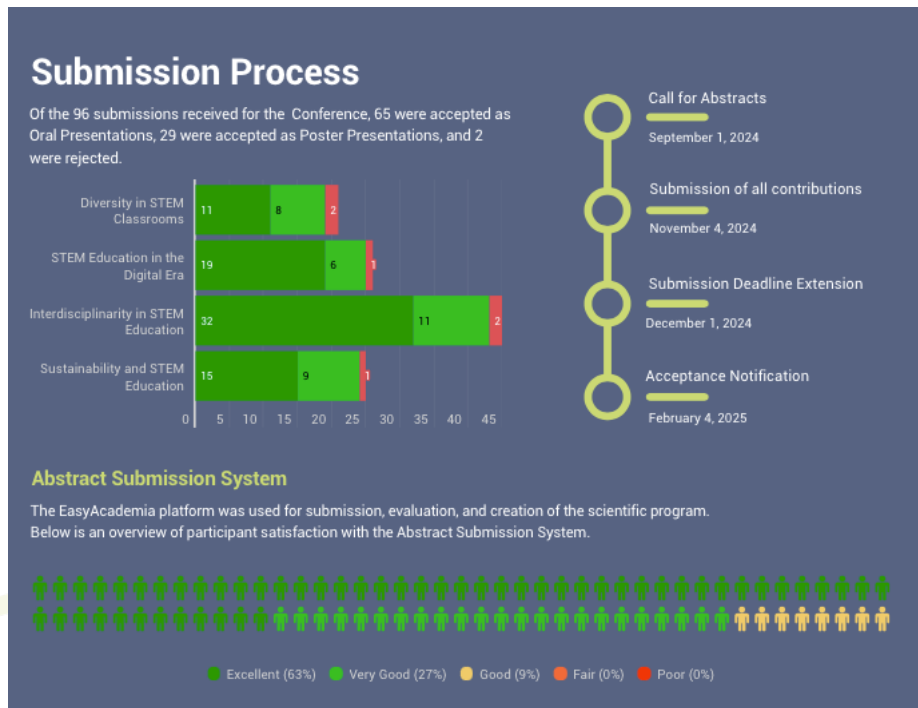 Submission Process
Of the 96 submissions received for the Conference, 65 were accepted as
Oral Presentations, 29 were accepted as Poster Presentations, and 2
were rejected.
Diversity in STEM
Classrooms
11 8 2
STEM Education in the
Digital Era
19 6 1
Interdisciplinarity in STEM
Education
32 11 2
Sustainability and STEM
Education
15 9 1
0 5 10 15 20 25 30 35 40 45
Call for Abstracts
September 1, 2024
Submission of all contributions
November 4, 2024
Submission Deadline Extension
December 1, 2024
Acceptance Notification
February 4, 2025
Abstract Submission System
The EasyAcademia platform was used for submission, evaluation, and creation of the scientific program.
Below is an overview of participant satisfaction with the Abstract Submission System.
Excellent (63%) Very Good (27%) Good (9%) Fair (0%) Poor (0%)